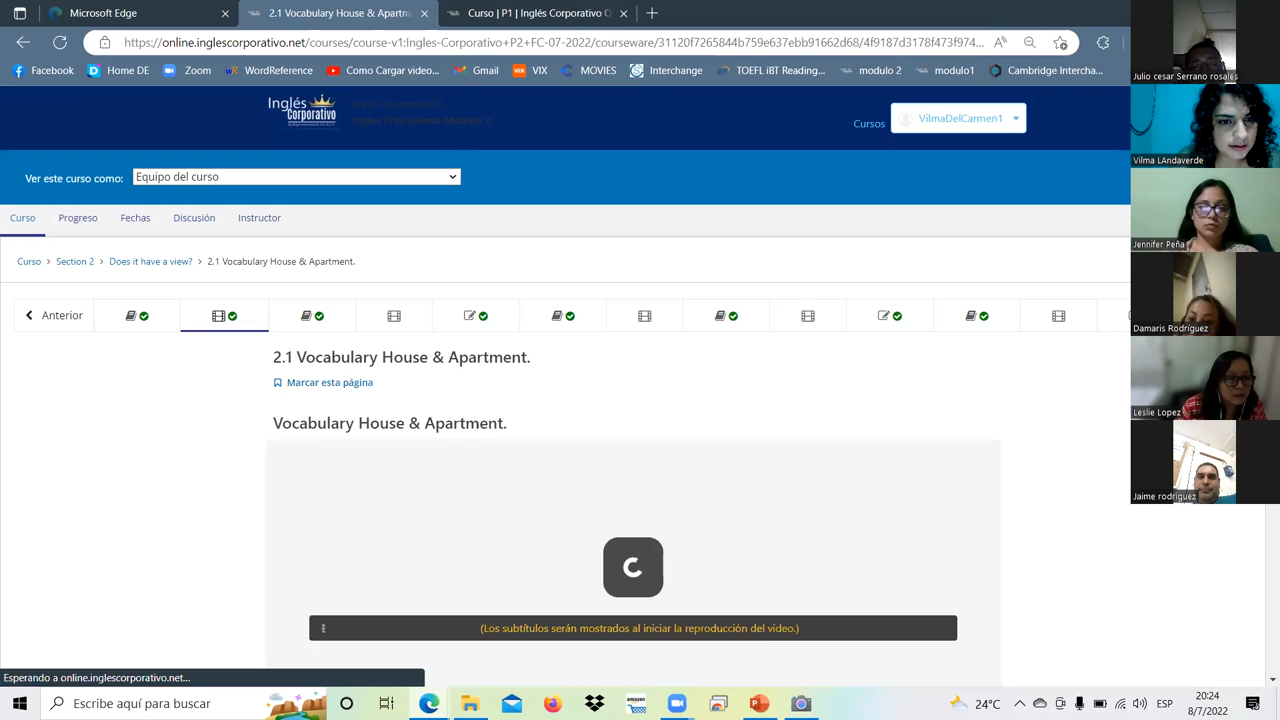 Microsoft Edge
2.1 Vocabulary House & Apartm
Curso | P1 | Inglés Corporativo
https://online.inglescorporativo.net/courses/course-v1:Ingles-Corporativo+P2+FC-07-2022/courseware/31120f7265844b759e637ebb91662d68/4f9187d3178f473f974...
Facebook
Home DE
Zoom
WordReference
Como Cargar video...
Gmail
VIX
MOVIES
Interchange
TOEFL iBT Reading...
modulo 2
modulo1
Cambridge Intercha...
Inglés
Corporativo
Inglés Principiante Modulo 2
Cursos
VilmaDelCarmen1
Ver este curso como:
Equipo del curso
Curso
Progreso
Fechas
Discusión
Instructor
Curso > Section 2 > Does it have a view? > 2.1 Vocabulary House & Apartment.
Anterior
2.1 Vocabulary House & Apartment.
Marcar esta página
Vocabulary House & Apartment.
(Los subtítulos serán mostrados al iniciar la reproducción del video.)
Esperando a online.inglescorporativo.net...
Julio cesar Serrano rosales
Vilma LAndaverde
Jennifer Peña
Damaris Rodríguez
Leslie Lopez
Jaime rodriguez
Escribe aquí para buscar
amazon
24°C
ESP
20:24
8/7/2022